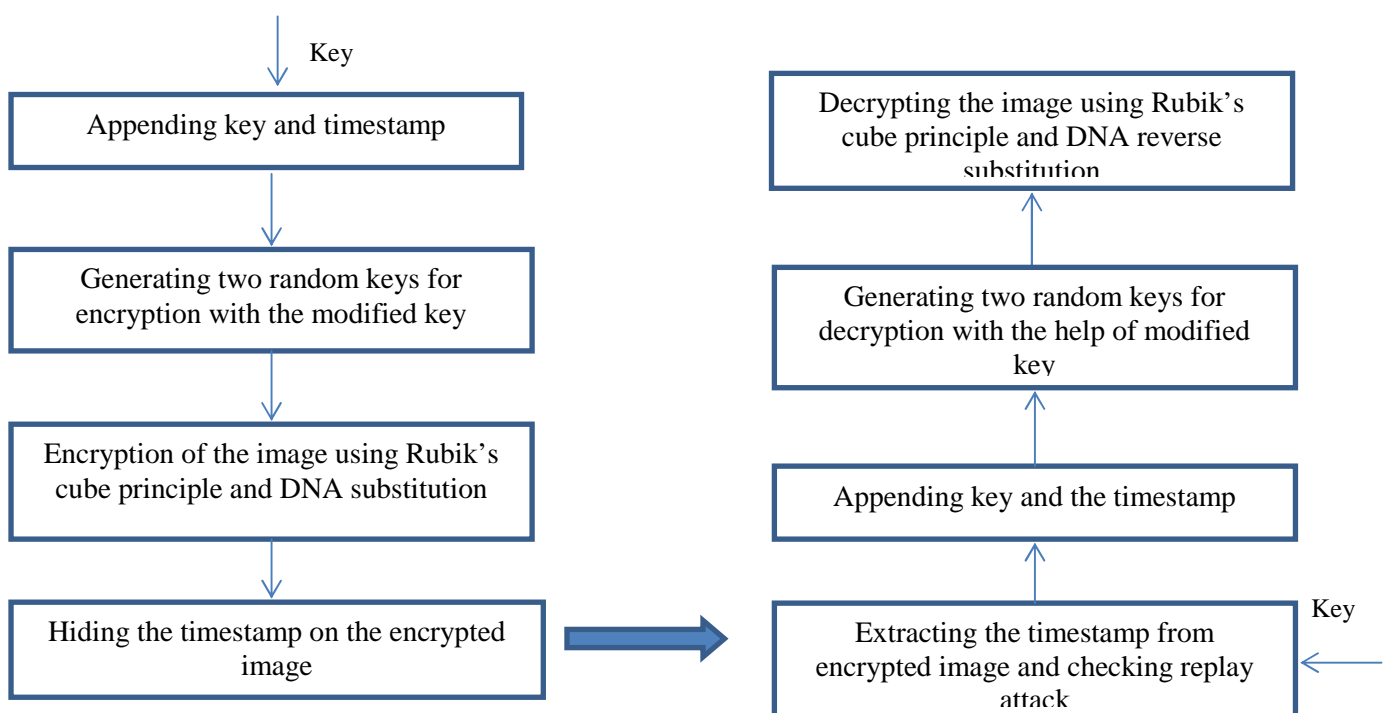 Key
Appending key and timestamp
Generating two random keys for
encryption with the modified key
Encryption of the image using Rubik’s
cube principle and DNA substitution
Hiding the timestamp on the encrypted
image
Decrypting the image using Rubik’s
cube principle and DNA reverse
substitution
Generating two random keys for
decryption with the help of modified
key
Appending key and the timestamp
Key
Extracting the timestamp from
encrypted image and checking replay
attack